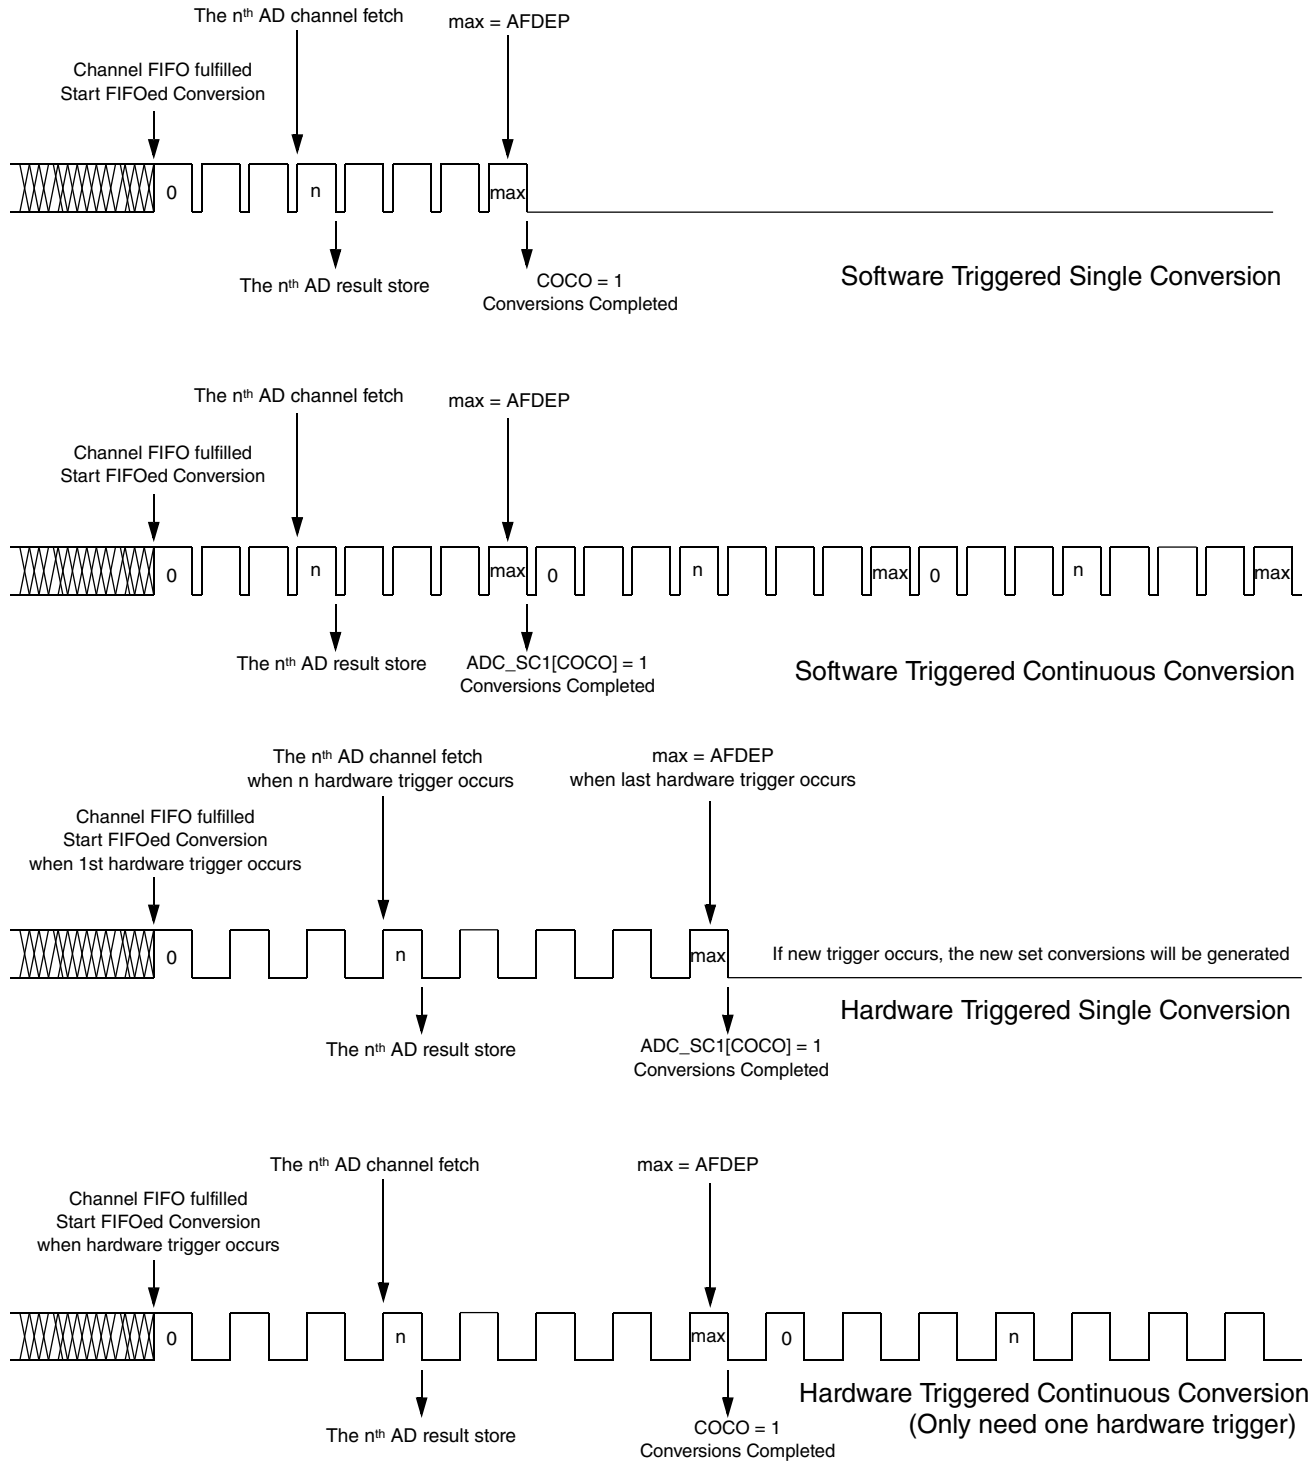 The nth AD channel fetch
max = AFDEP
Channel FIFO fulfilled
Start FIFOed Conversion
0
n
max
The nth AD result store
COCO = 1
Conversions Completed
Software Triggered Single Conversion
The nth AD channel fetch
max = AFDEP
Channel FIFO fulfilled
Start FIFOed Conversion
0
n
max
0
n
max
0
n
max
The nth AD result store
ADC_SC1[COCO] = 1
Conversions Completed
Software Triggered Continuous Conversion
The nth AD channel fetch
when n hardware trigger occurs
max = AFDEP
when last hardware trigger occurs
Channel FIFO fulfilled
Start FIFOed Conversion
when 1st hardware trigger occurs
0
n
max
If new trigger occurs, the new set conversions will be generated
Hardware Triggered Single Conversion
The nth AD result store
ADC_SC1[COCO] = 1
Conversions Completed
The nth AD channel fetch
max = AFDEP
Channel FIFO fulfilled
Start FIFOed Conversion
when hardware trigger occurs
0
n
max
0
n
The nth AD result store
COCO = 1
Conversions Completed
Hardware Triggered Continuous Conversion
(Only need one hardware trigger)